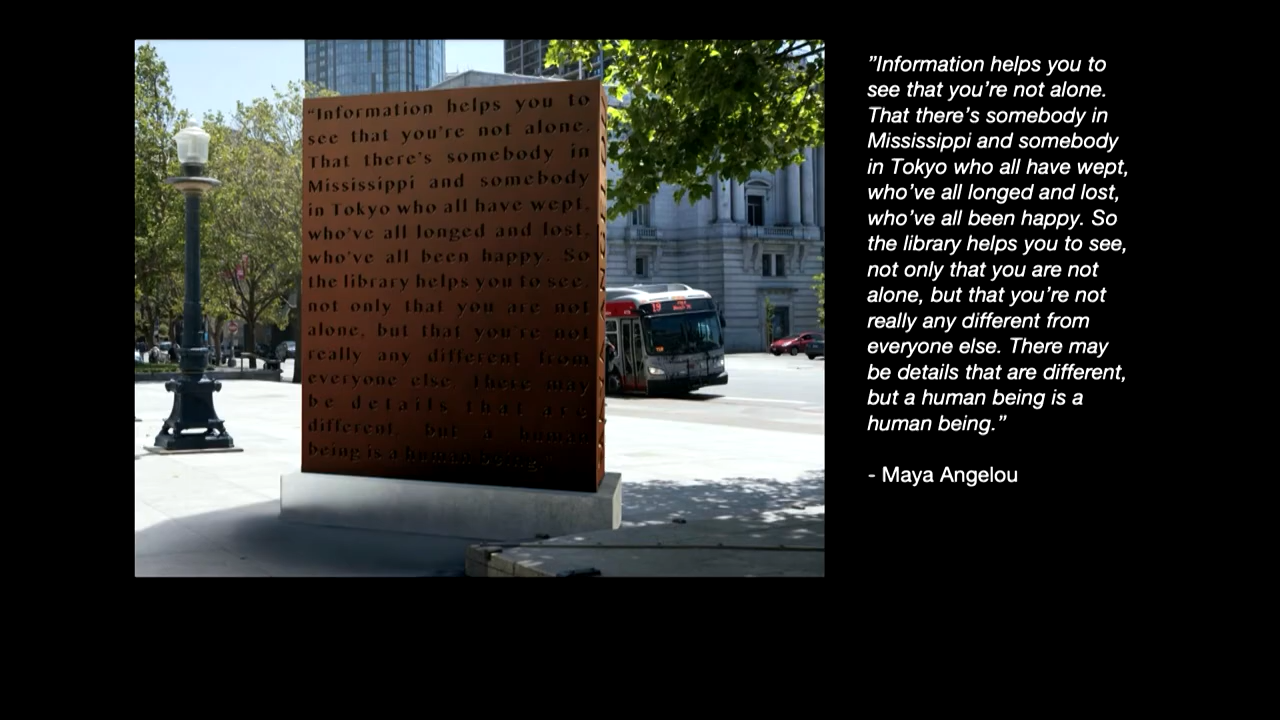 "Information helps you to
see that you're not alone.
That there's somebody in
Mississippi and somebody
in Tokyo who all have wept,
who've all longed and lost,
who've all been happy. So
the library helps you to see,
not only that you are not
alone, but that you're not
really any different from
everyone else. There may
be details that are
different, but a human
being is a human being."
19
”Information helps you to
see that you’re not alone.
That there’s somebody in
Mississippi and somebody
in Tokyo who all have wept,
who’ve all longed and lost,
who’ve all been happy. So
the library helps you to see,
not only that you are not
alone, but that you’re not
really any different from
everyone else. There may
be details that are different,
but a human being is a
human being.”
- Maya Angelou